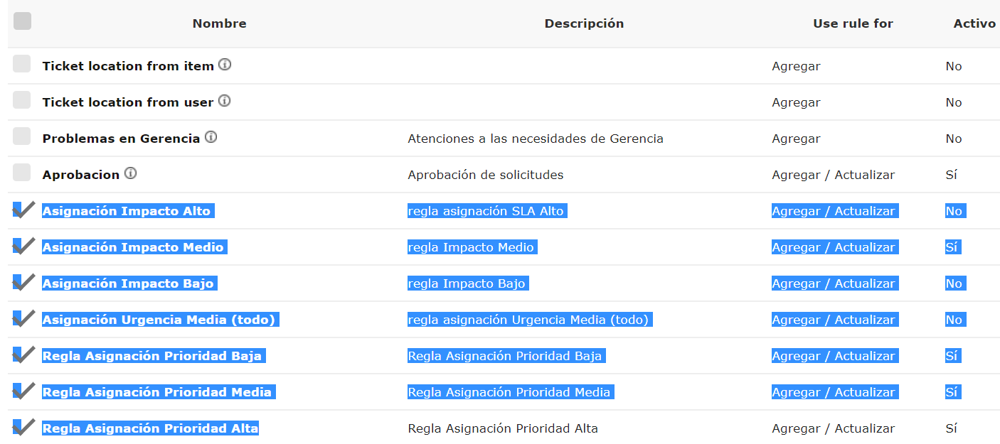 Nombre Descripción Use rule for Activo
Ticket location from item Agregar No
Ticket location from user Agregar No
Problemas en Gerencia Atenciones a las necesidades de Gerencia Agregar No
Aprobacion Aprobación de solicitudes Agregar / Actualizar Sí
Asignación Impacto Alto regla asignación SLA Alto Agregar / Actualizar No
Asignación Impacto Medio regla Impacto Medio Agregar / Actualizar Sí
Asignación Impacto Bajo regla Impacto Bajo Agregar / Actualizar No
Asignación Urgencia Media (todo) regla asignación Urgencia Media (todo) Agregar / Actualizar No
Regla Asignación Prioridad Baja Regla Asignación Prioridad Baja Agregar / Actualizar Sí
Regla Asignación Prioridad Media Regla Asignación Prioridad Media Agregar / Actualizar Sí
Regla Asignación Prioridad Alta Regla Asignación Prioridad Alta Agregar / Actualizar Sí